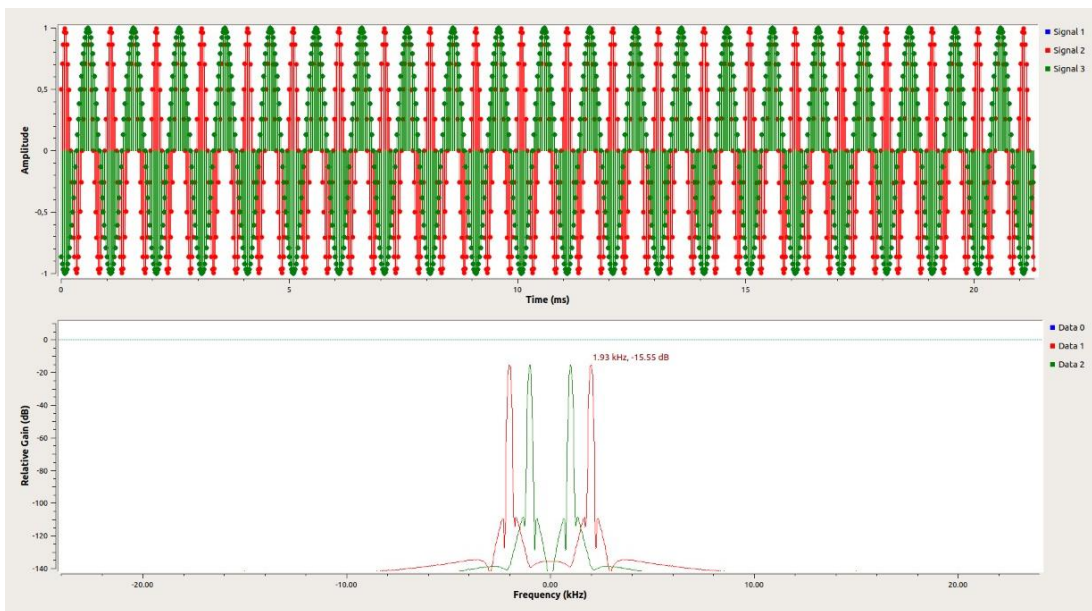 1
0,5
0
-0,5
-1
Amplitude
0
5
10
15
20
Time (ms)
Signal 1
Signal 2
Signal 3
0
-20
-40
-60
-80
-100
-120
-140
Relative Gain (dB)
1.93 kHz, -15.55 dB
-20.00
-10.00
0.00
10.00
20.00
Frequency (kHz)
Data 0
Data 1
Data 2